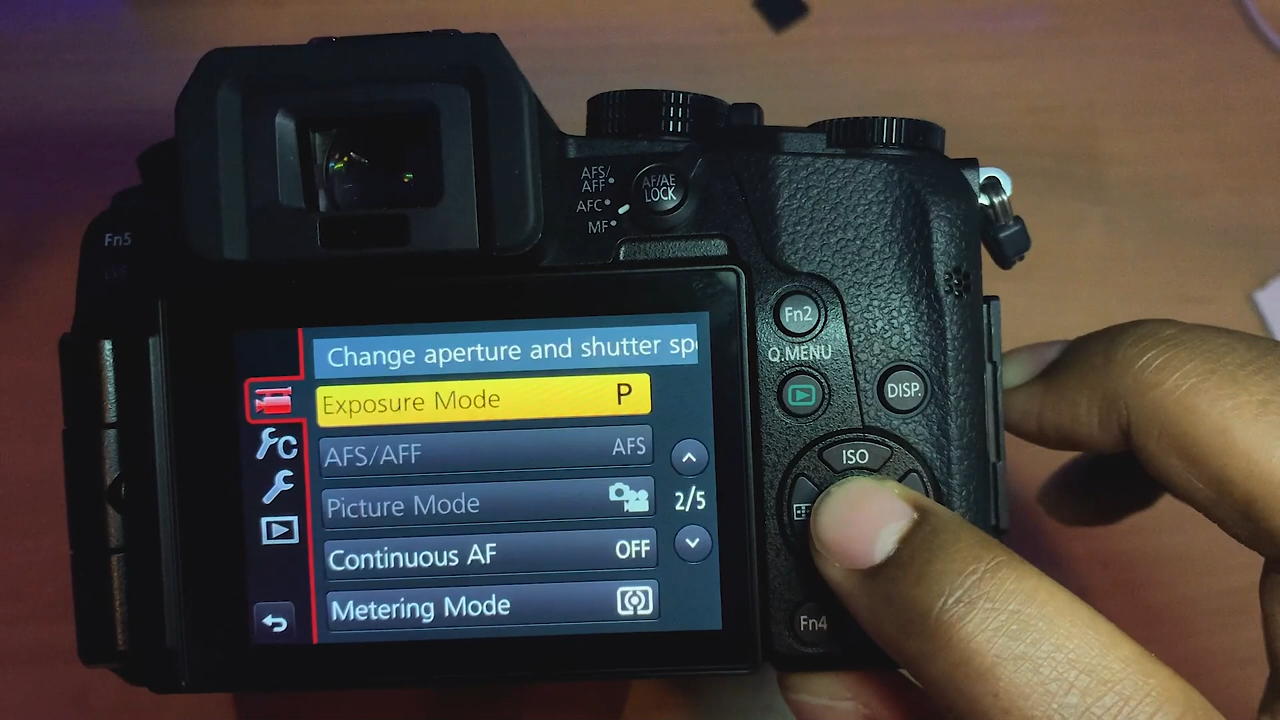 AFS/
AFF
AF/AE
LOCK
AFC
MF
Fn5
Fn2
Q.MENU
DISP.
ISO
Fn4
Change aperture and shutter sp
Exposure Mode P
AFS/AFF AFS
Picture Mode
Continuous AF OFF
Metering Mode
2/5